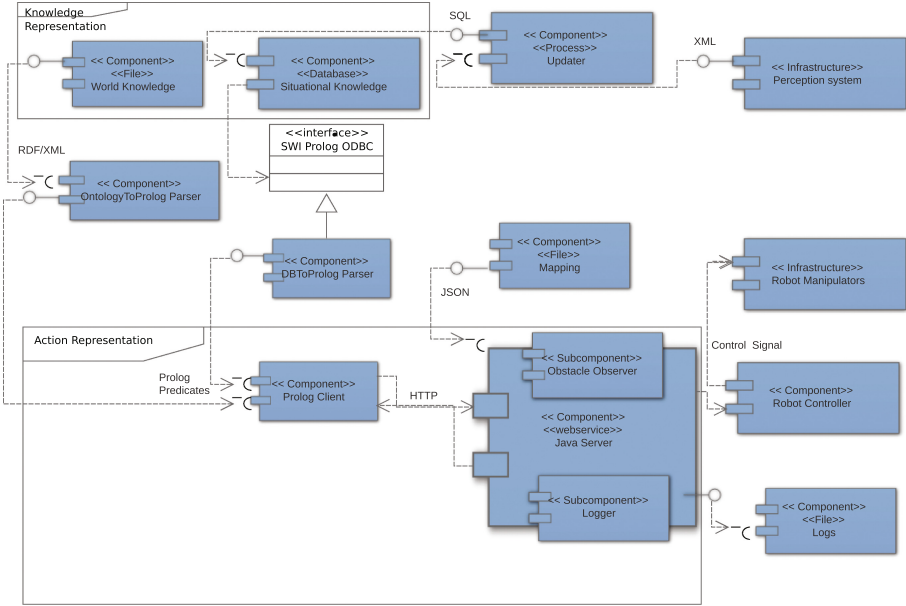 Knowledge
Representation
<< Component>>
<<File>>
World Knowledge
<< Component>>
<<Database>>
Situational Knowledge
SQL
<< Component>>
<<Process>>
Updater
XML
<< Infrastructure>>
Perception system
<<interface>>
SWI Prolog ODBC
RDF/XML
<< Component>>
OntologyToProlog Parser
<< Component>>
DBToProlog Parser
<< Component>>
<<File>>
Mapping
JSON
<< Infrastructure>>
Robot Manipulators
Action Representation
Control Signal
Prolog
Predicates
<< Component>>
Prolog Client
HTTP
<< Subcomponent>>
Obstacle Observer
<< Component>>
<<webservice>>
Java Server
<< Component>>
Robot Controller
<< Subcomponent>>
Logger
<< Component>>
<<File>>
Logs